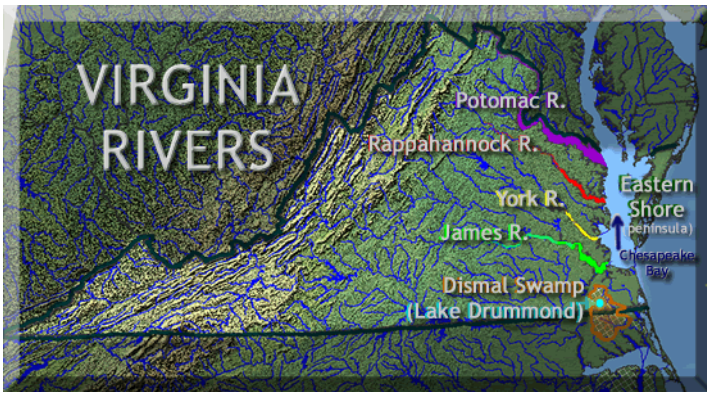 VIRGINIA
RIVERS
Potomac R.
Rappahannock R.
Eastern
Shore
(peninsula)
York R.
James R.
Chesapeake
Bay
Dismal Swamp
(Lake Drummond)